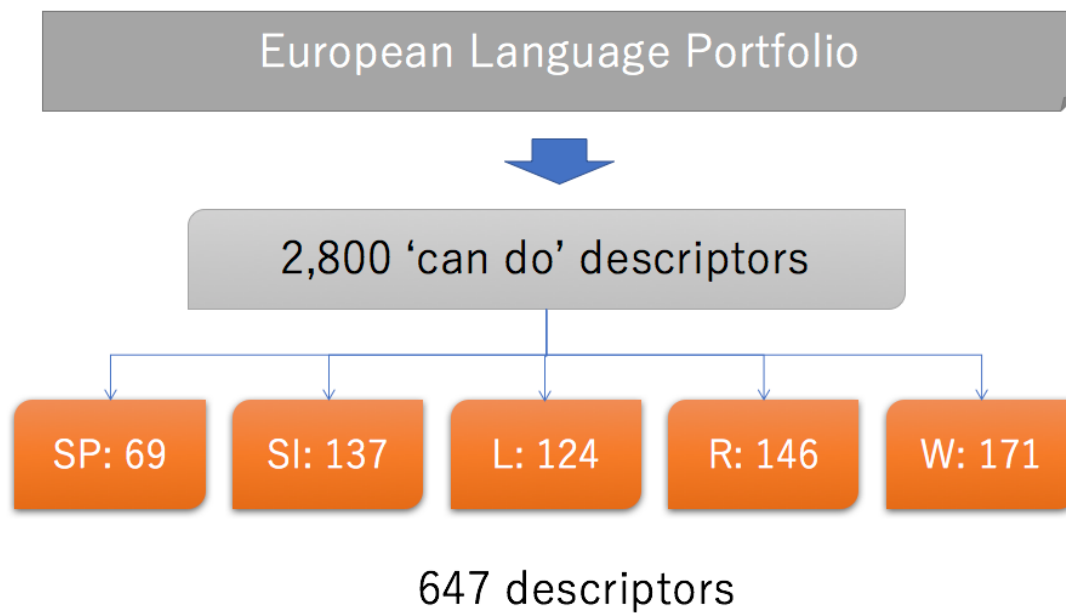 European Language Portfolio
2,800 ‘can do’ descriptors
SP: 69
SI: 137
L: 124
R: 146
W: 171
647 descriptors